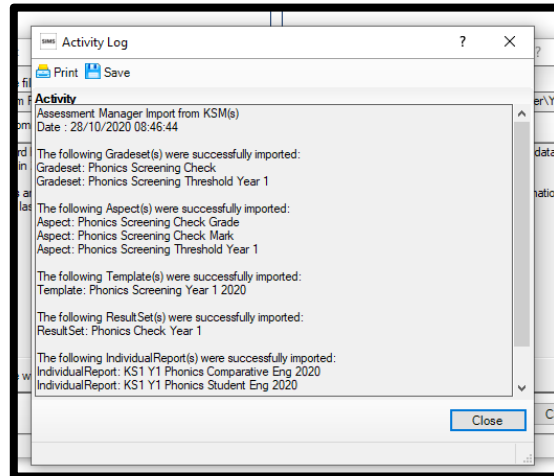 SIMS Activity Log ?
Print Save
Activity
Assessment Manager Import from KSM(s)
Date : 28/10/2020 08:46:44
The following Gradeset(s) were successfully imported:
Gradeset: Phonics Screening Check
Gradeset: Phonics Screening Threshold Year 1
The following Aspect(s) were successfully imported:
Aspect: Phonics Screening Check Grade
Aspect: Phonics Screening Check Mark
Aspect: Phonics Screening Threshold Year 1
The following Template(s) were successfully imported:
Template: Phonics Screening Year 1 2020
The following ResultSet(s) were successfully imported:
ResultSet: Phonics Check Year 1
The following IndividualReport(s) were successfully imported:
IndividualReport: KS1 Y1 Phonics Comparative Eng 2020
IndividualReport: KS1 Y1 Phonics Student Eng 2020
Close